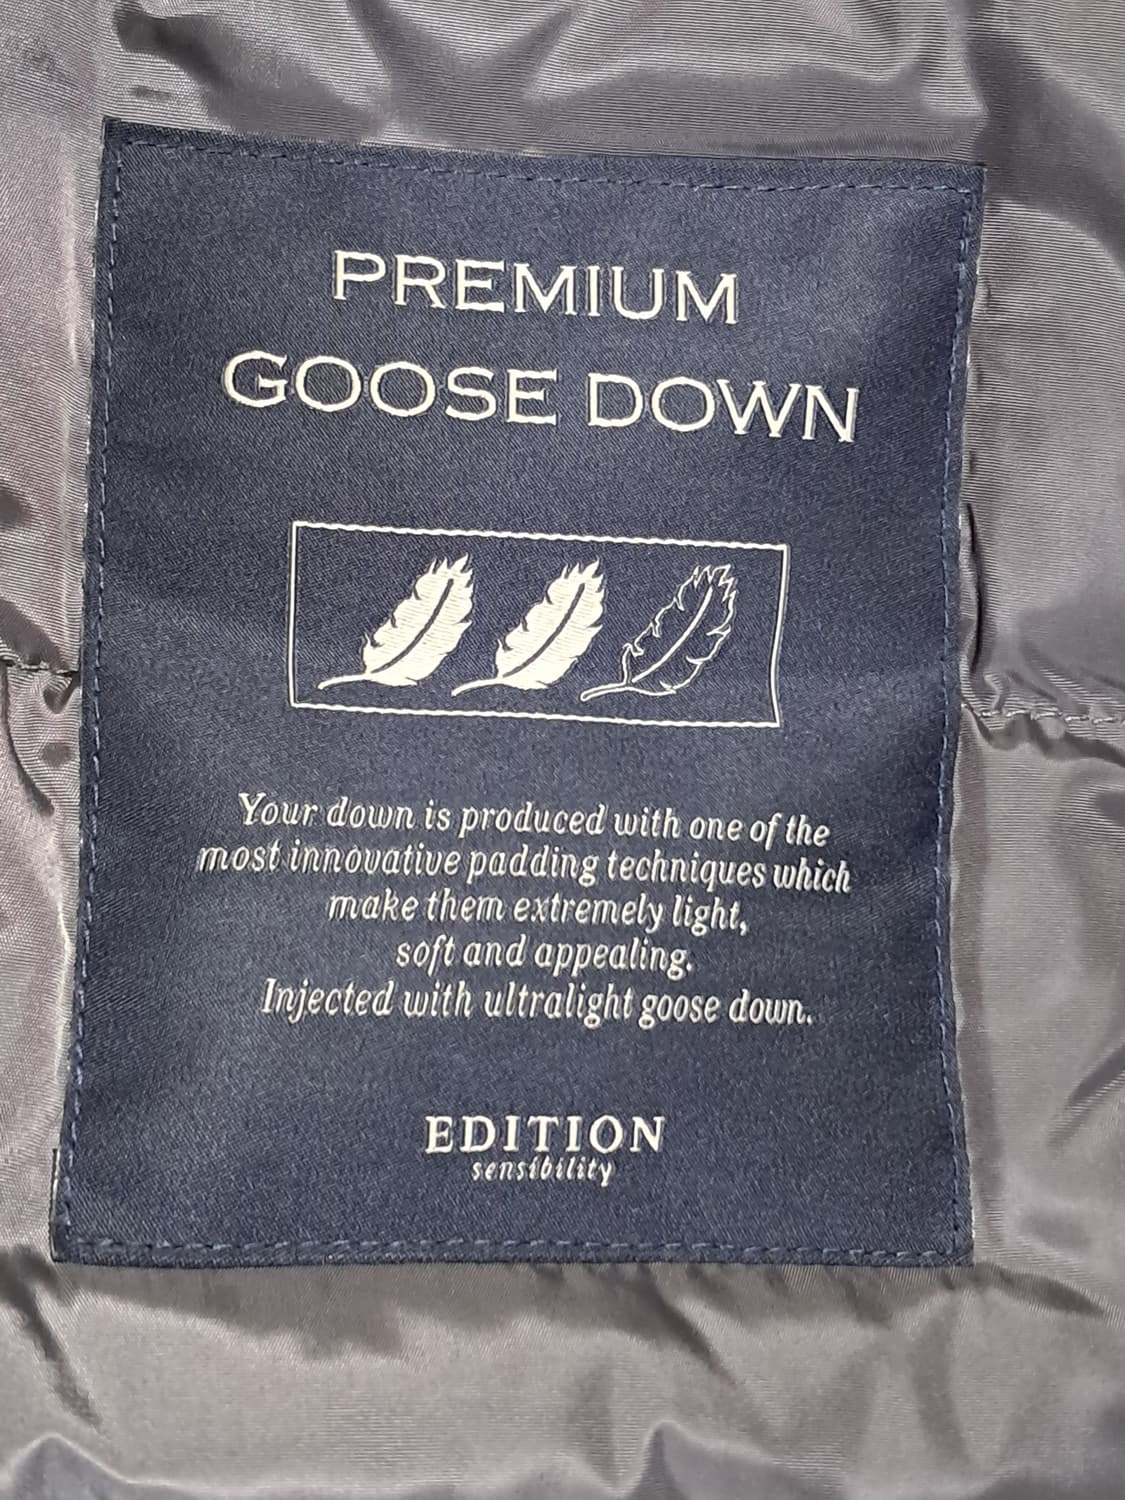 PREMIUM
GOOSE DOWN
Your down is produced with one of the
most innovative padding techniques which
make them extremely light,
soft and appealing.
Injected with ultralight goose down.
EDITION
sensibility